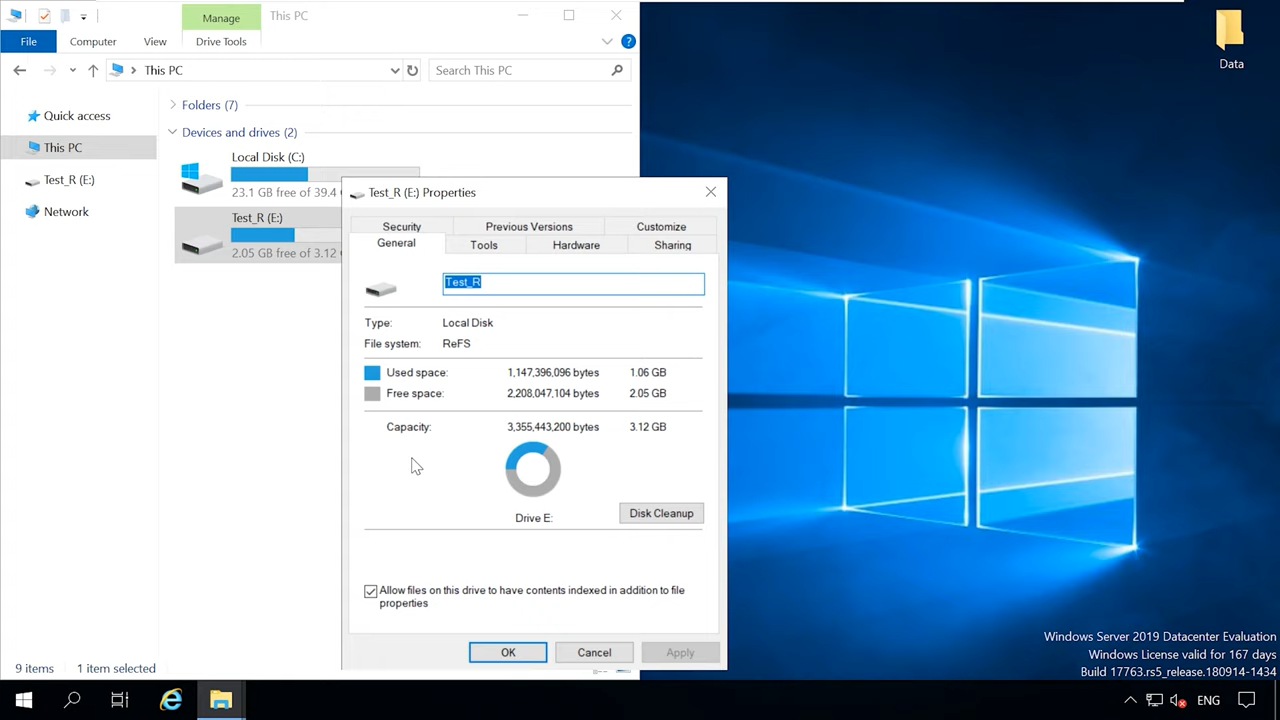 Manage
This PC
File
Computer
View
Drive Tools
?
This PC
Search This PC
Folders (7)
Quick access
Devices and drives (2)
This PC
Local Disk (C:)
23.1 GB free of 39.4
Test_R (E:)
Test_R (E:)
2.05 GB free of 3.12
Network
Test_R (E:) Properties
Security
Previous Versions
Customize
General
Tools
Hardware
Sharing
Test_R
Type: Local Disk
File system: ReFS
Used space: 1,147,396,096 bytes 1.06 GB
Free space: 2,208,047,104 bytes 2.05 GB
Capacity: 3,355,443,200 bytes 3.12 GB
Drive E:
Disk Cleanup
Allow files on this drive to have contents indexed in addition to file
properties
OK
Cancel
Apply
9 items
1 item selected
Data
Windows Server 2019 Datacenter Evaluation
Windows License valid for 167 days
Build 17763.rs5_release.180914-1434
ENG